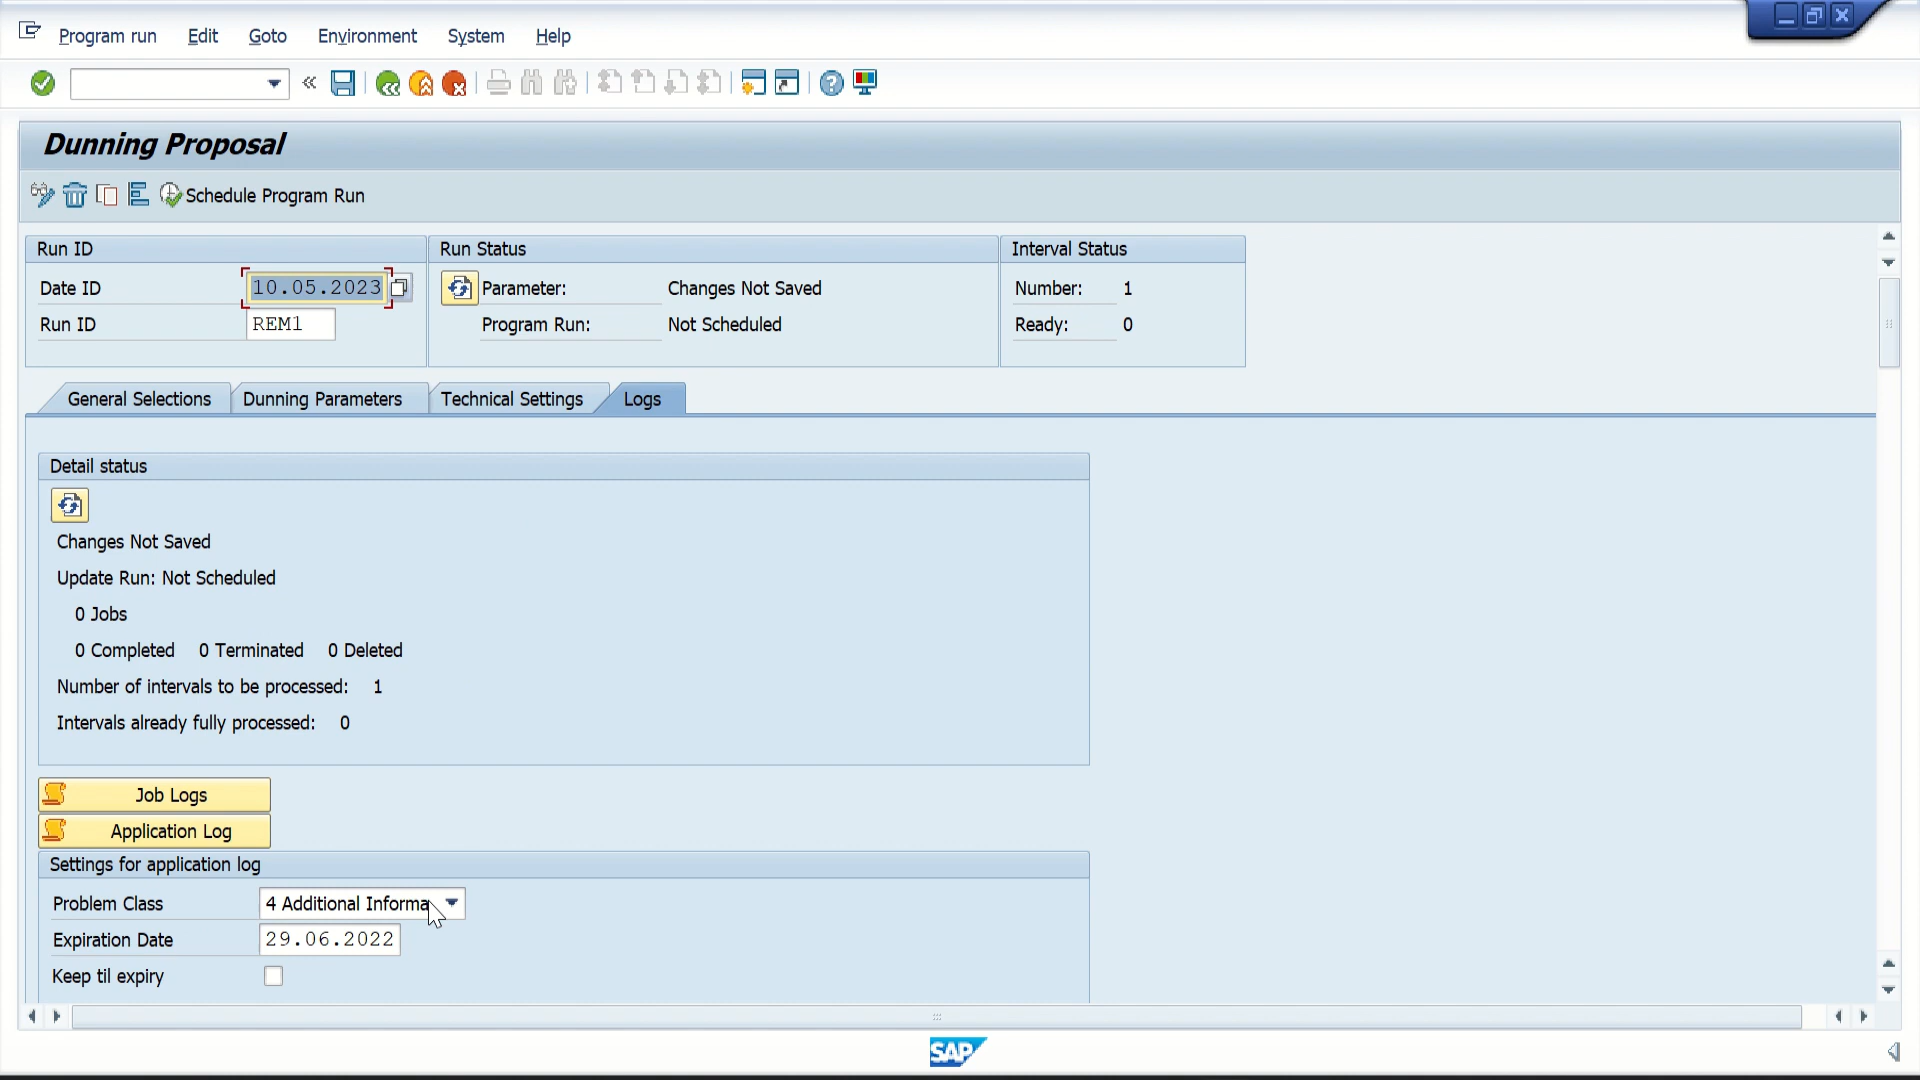 Program run Edit Goto Environment System Help
Dunning Proposal
Schedule Program Run
Run ID
Date ID 10.05.2023
Run ID REM1
Run Status
Parameter: Changes Not Saved
Program Run: Not Scheduled
Interval Status
Number: 1
Ready: 0
General Selections Dunning Parameters Technical Settings Logs
Detail status
Changes Not Saved
Update Run: Not Scheduled
0 Jobs
0 Completed 0 Terminated 0 Deleted
Number of intervals to be processed: 1
Intervals already fully processed: 0
Job Logs
Application Log
Settings for application log
Problem Class 4 Additional Informa
Expiration Date 29.06.2022
Keep til expiry
SAP